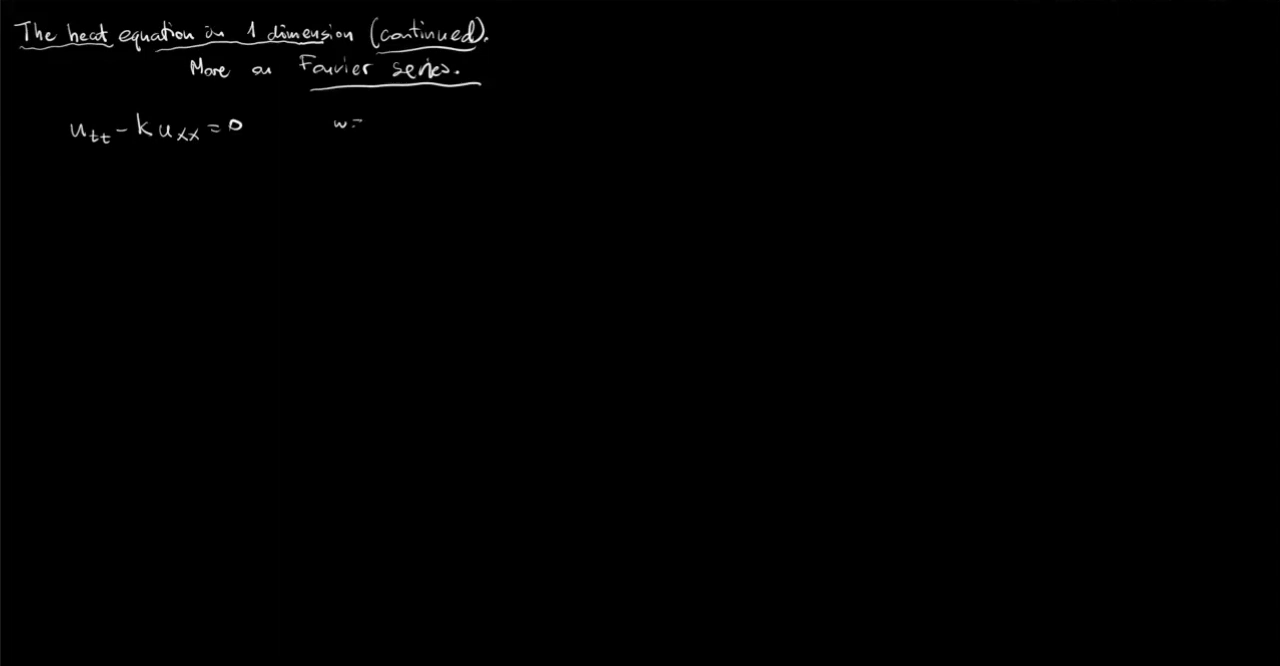 The heat equation in 1 dimension (continued).
More on Fourier series.
u_tt - k u_xx = 0 w=